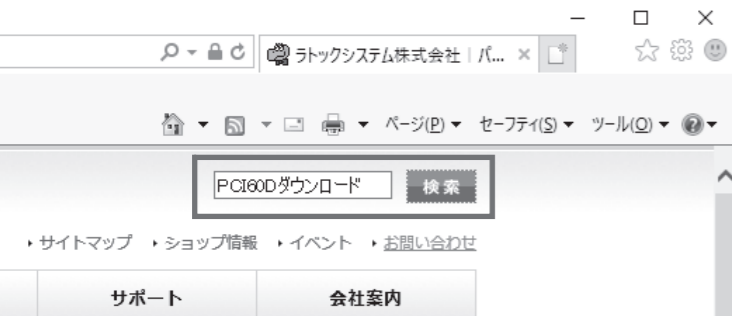 ラトックシステム株式会社 | パ...
ページ(P) セーフティ(S) ツール(O)
PCI60Dダウンロード 検索
サイトマップ ショップ情報 イベント お問い合わせ
サポート 会社案内